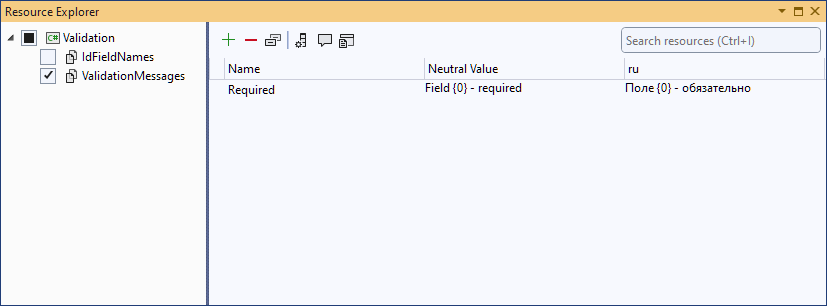 Resource Explorer
C# Validation
IdFieldNames
ValidationMessages
Search resources (Ctrl+I)
Name Neutral Value ru
Required Field {0} - required Поле {0} - обязательно